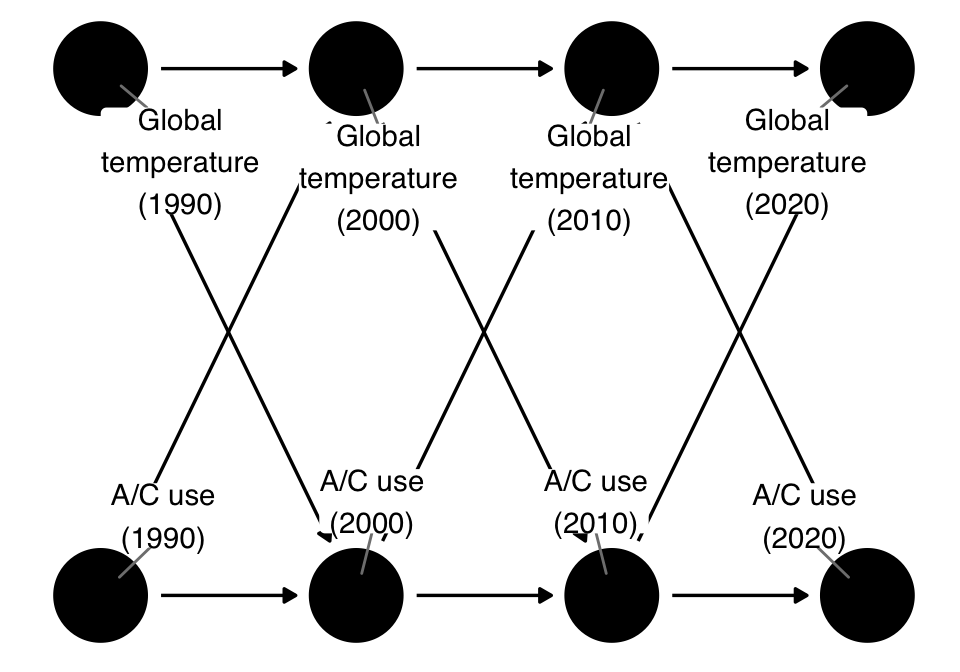 Global
temperature
(1990)
Global
temperature
(2000)
Global
temperature
(2010)
Global
temperature
(2020)
A/C use
(1990)
A/C use
(2000)
A/C use
(2010)
A/C use
(2020)